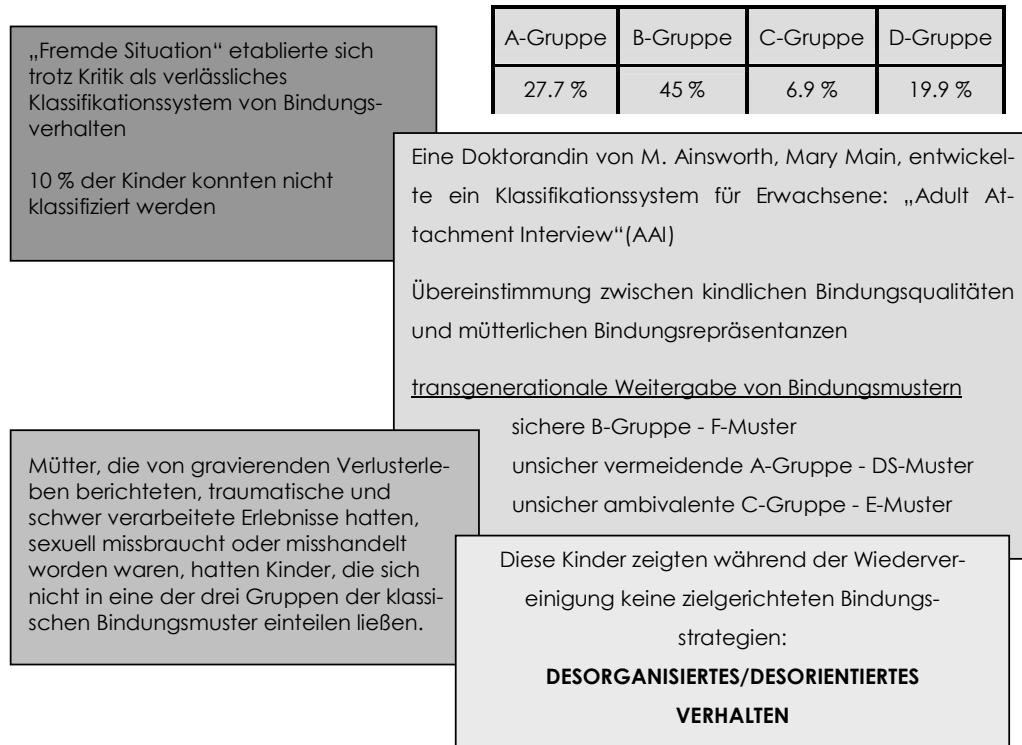 „Fremde Situation“ etablierte sich
trotz Kritik als verlässliches
Klassifikationssystem von Bindungs-
verhalten
10 % der Kinder konnten nicht
klassifiziert werden
A-Gruppe B-Gruppe C-Gruppe D-Gruppe
27.7 % 45 % 6.9 % 19.9 %
Eine Doktorandin von M. Ainsworth, Mary Main, entwickel-
te ein Klassifikationssystem für Erwachsene: „Adult At-
tachment Interview“(AAI)
Übereinstimmung zwischen kindlichen Bindungsqualitäten
und mütterlichen Bindungsrepräsentanzen
transgenerationale Weitergabe von Bindungsmustern
sichere B-Gruppe - F-Muster
unsicher vermeidende A-Gruppe - DS-Muster
unsicher ambivalente C-Gruppe - E-Muster
Mütter, die von gravierenden Verlusterle-
ben berichteten, traumatische und
schwer verarbeitete Erlebnisse hatten,
sexuell missbraucht oder misshandelt
worden waren, hatten Kinder, die sich
nicht in eine der drei Gruppen der klassi-
schen Bindungsmuster einteilen ließen.
Diese Kinder zeigten während der Wiederver-
einigung keine zielgerichteten Bindungs-
strategien:
DESORGANISIERTES/DESORIENTIERTES
VERHALTEN